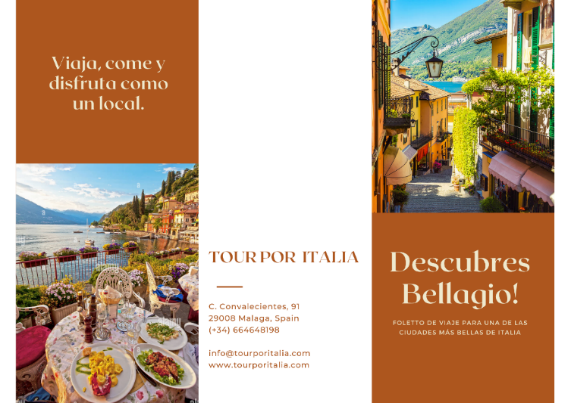 Viaja, come y
disfruta como
un local.
TOUR POR ITALIA
C. Convalecientes, 91
29008 Malaga, Spain
(+34) 664648198
info@tourporitalia.com
www.tourporitalia.com
Descubres
Bellagio!
FOLETTO DE VIAJE PARA UNA DE LAS
CIUDADES MÁS BELLAS DE ITALIA